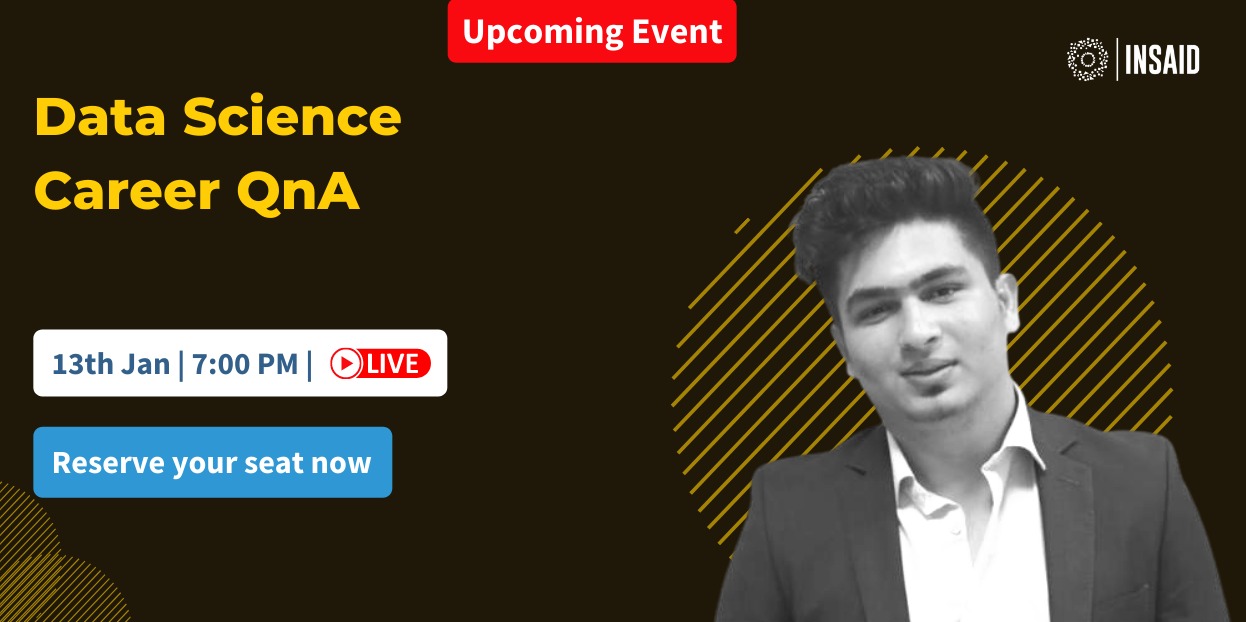 Upcoming Event
INSAID
Data Science
Career QnA
13th Jan | 7:00 PM | LIVE
Reserve your seat now